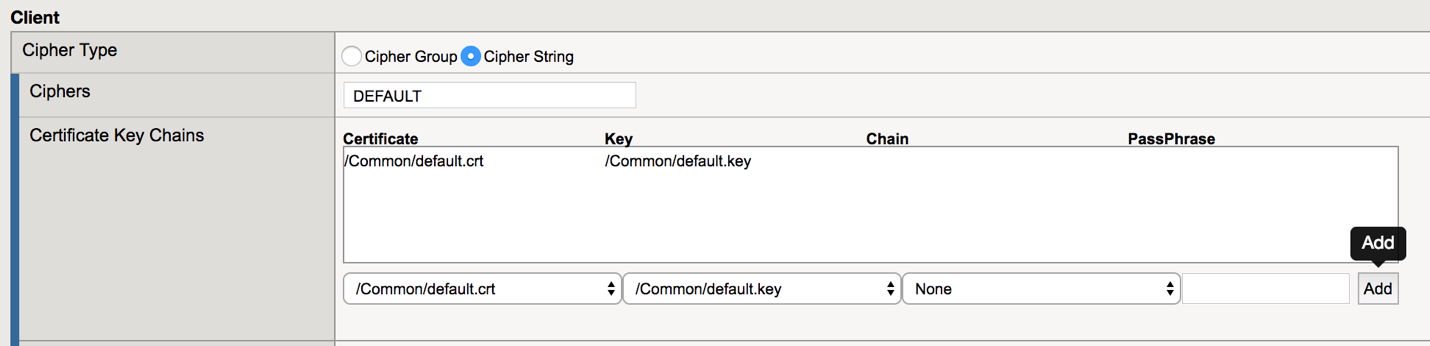 Client
Cipher Type
Cipher Group Cipher String
Ciphers
DEFAULT
Certificate Key Chains
Certificate Key Chain PassPhrase
/Common/default.crt /Common/default.key
Add
/Common/default.crt /Common/default.key None Add